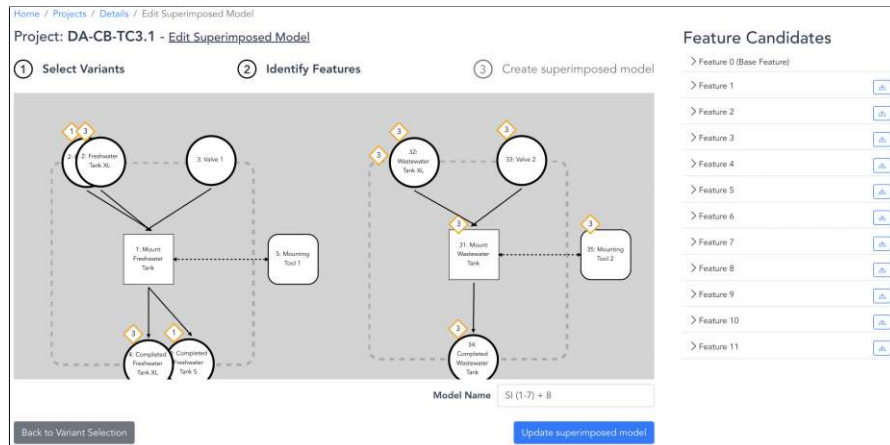 Home / Projects / Details / Edit Superimposed Model
Project: DA-CB-TC3.1 - Edit Superimposed Model
1 Select Variants
2 Identify Features
3 Create superimposed model
1
3
2: Freshwater
Tank XL
3: Valve 1
1: Mount
Freshwater
Tank
5: Mounting
Tool 1
3
1
4: Completed
Freshwater
Tank XL
Completed
Freshwater
Tank S
3
3
32:
Wastewater
Tank XL
3
33: Valve 2
3
31: Mount
Wastewater
Tank
3
35: Mounting
Tool 2
3
34:
Completed
Wastewater
Tank
Model Name SI (1-7) + 8
Back to Variant Selection
Update superimposed model
Feature Candidates
Feature 0 (Base Feature)
Feature 1
Feature 2
Feature 3
Feature 4
Feature 5
Feature 6
Feature 7
Feature 8
Feature 9
Feature 10
Feature 11